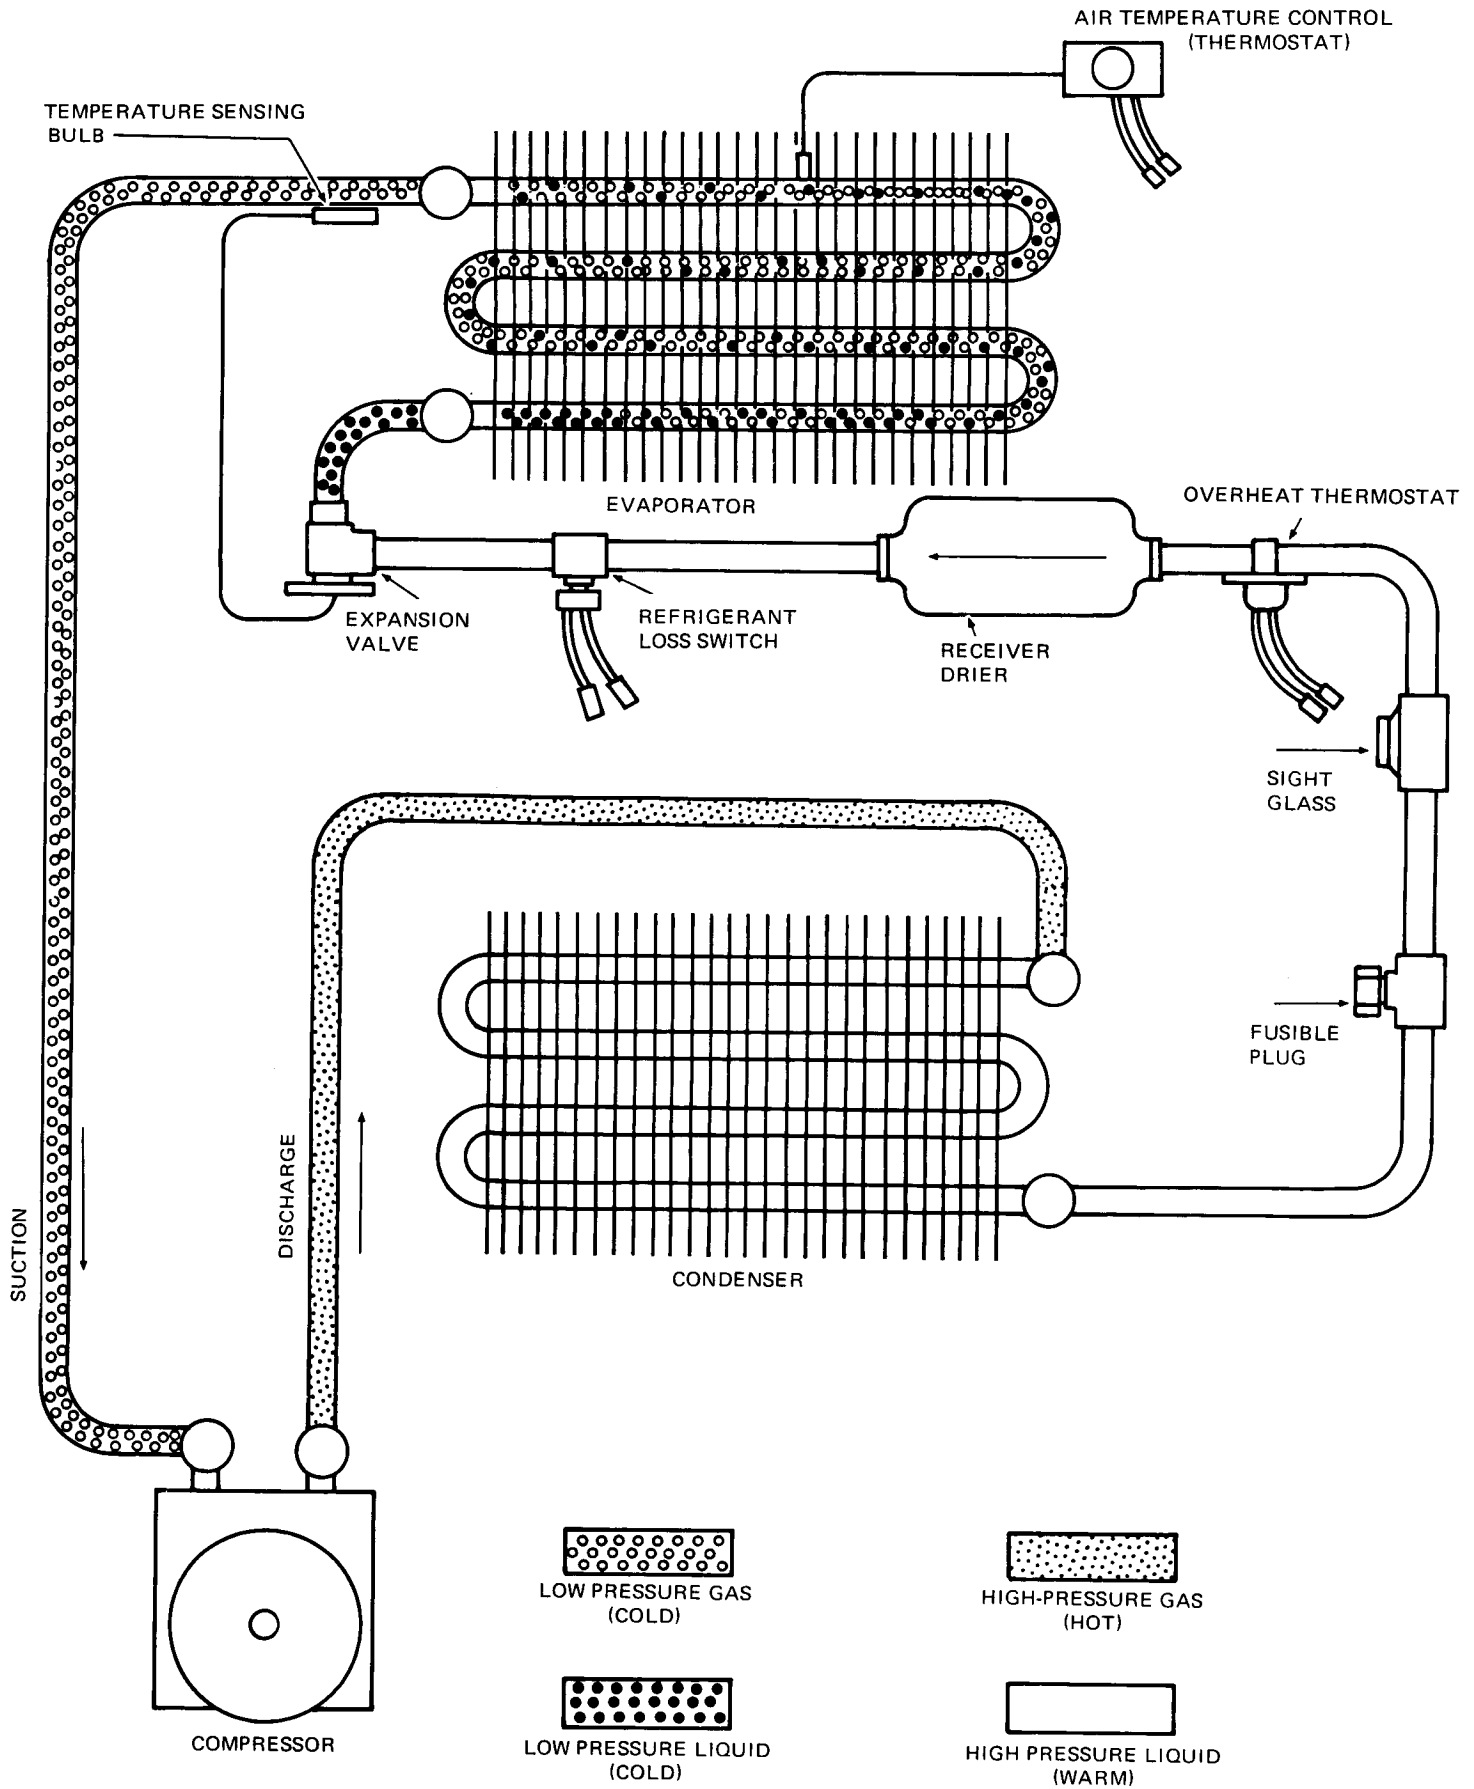 AIR TEMPERATURE CONTROL
(THERMOSTAT)
TEMPERATURE SENSING
BULB
EVAPORATOR
OVERHEAT THERMOSTAT
EXPANSION
VALVE
REFRIGERANT
LOSS SWITCH
RECEIVER
DRIER
SIGHT
GLASS
FUSIBLE
PLUG
DISCHARGE
SUCTION
CONDENSER
LOW PRESSURE GAS
(COLD)
HIGH-PRESSURE GAS
(HOT)
COMPRESSOR
LOW PRESSURE LIQUID
(COLD)
HIGH PRESSURE LIQUID
(WARM)